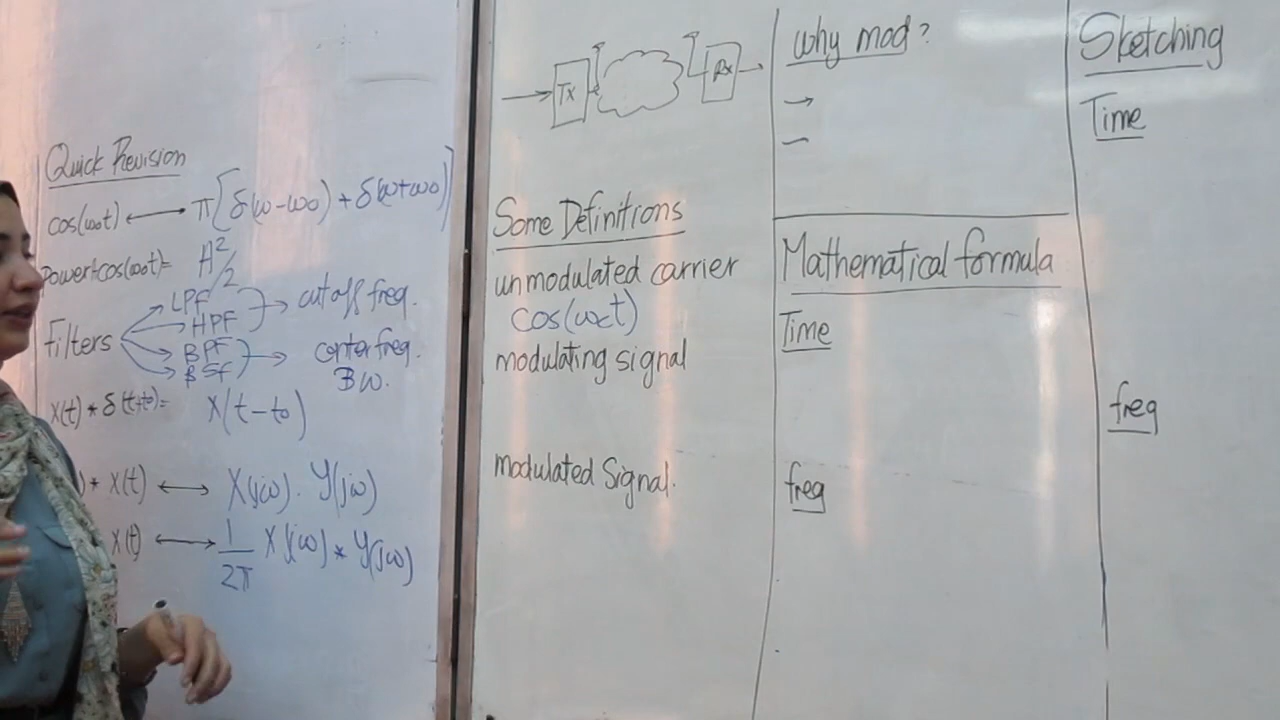 Quick Revision
cos(ω₀t) ⟷ π[δ(ω-ω₀) + δ(ω+ω₀)]
Power = cos(ω₀t) = A²/2
Filters
LPF
HPF
→ cut off freq.
BPF
BSF
→ center freq.
BW.
x(t) * δ(t+t₀) = x(t-t₀)
) * x(t) ⟷ X(jω). Y(jω)
x(t) ⟷ 1/2π X(jω) * Y(jω)
→ Tx Rx →
Some Definitions
unmodulated carrier
cos(ωct)
modulating signal
modulated Signal.
why mod?
→
-
Mathematical formula
Time
freq
Sketching
Time
freq